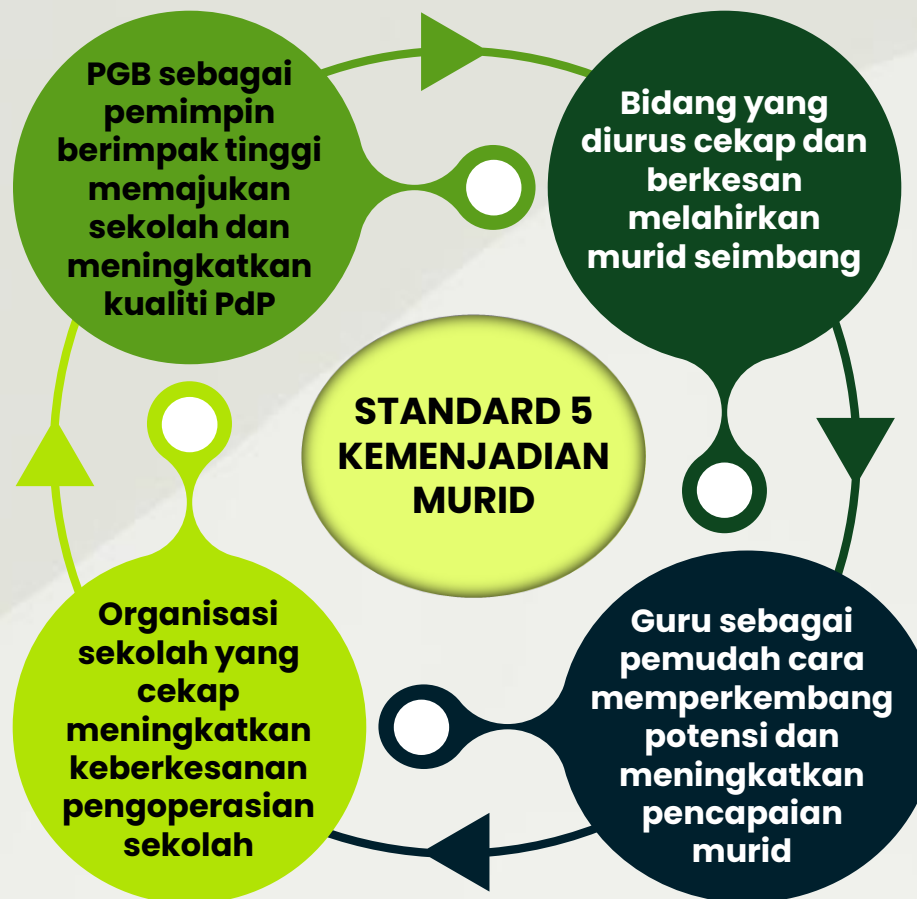 PGB sebagai
pemimpin
berimpak tinggi
memajukan
sekolah dan
meningkatkan
kualiti PdP
Bidang yang
diurus cekap dan
berkesan
melahirkan
murid seimbang
STANDARD 5
KEMENJADIAN
MURID
Organisasi
sekolah yang
cekap
meningkatkan
keberkesanan
pengoperasian
sekolah
Guru sebagai
pemudah cara
memperkembang
potensi dan
meningkatkan
pencapaian
murid